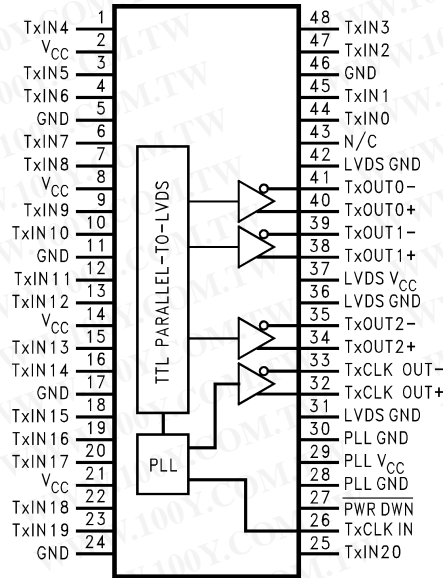 TxIN4 1
VCC 2
TxIN5 3
TxIN6 4
GND 5
TxIN7 6
TxIN8 7
VCC 8
TxIN9 9
TxIN10 10
GND 11
TxIN11 12
TxIN12 13
VCC 14
TxIN13 15
TxIN14 16
GND 17
TxIN15 18
TxIN16 19
TxIN17 20
VCC 21
TxIN18 22
TxIN19 23
GND 24
TTL PARALLEL-TO-LVDS
PLL
48 TxIN3
47 TxIN2
46 GND
45 TxIN1
44 TxIN0
43 N/C
42 LVDS GND
41 TxOUT0-
40 TxOUT0+
39 TxOUT1-
38 TxOUT1+
37 LVDS VCC
36 LVDS GND
35 TxOUT2-
34 TxOUT2+
33 TxCLK OUT-
32 TxCLK OUT+
31 LVDS GND
30 PLL GND
29 PLL VCC
28 PLL GND
27 PWR DWN
26 TxCLK IN
25 TxIN20
WWW.100Y.COM.TW